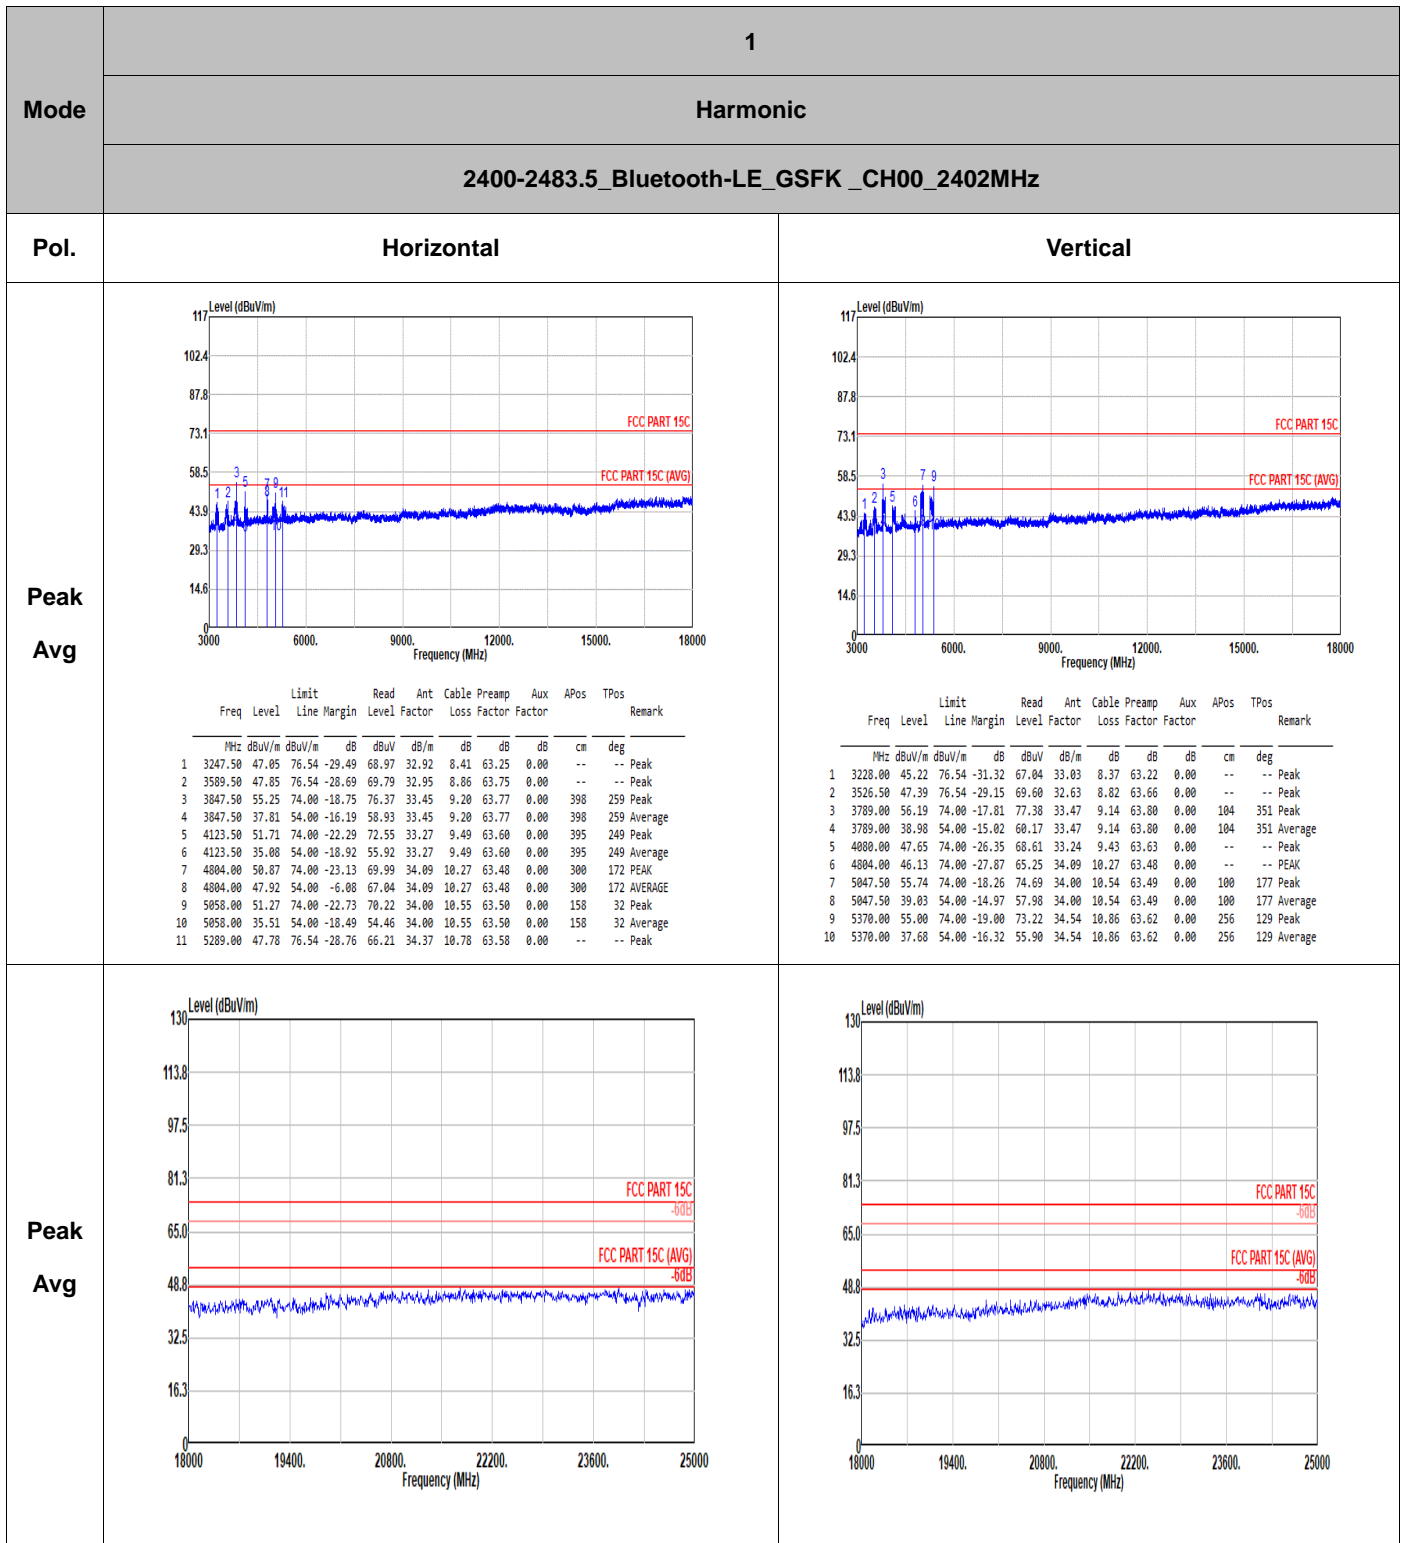 Mode
1
Harmonic
2400-2483.5_Bluetooth-LE_GSFK _CH00_2402MHz
Pol.
Horizontal
Vertical
Peak
Avg
Level (dBuV/m)
117
102.4
87.8
73.1
58.5
43.9
29.3
14.6
0
FCC PART 15C
FCC PART 15C (AVG)
1 2 3 5 7 8 9 10 11
3000 6000. 9000. 12000. 15000. 18000
Frequency (MHz)
Limit Read Ant Cable Preamp Aux APos TPos
Freq Level Line Margin Level Factor Loss Factor Factor Remark
MHz dBuV/m dBuV/m dB dBuV dB/m dB dB dB cm deg
1 3247.50 47.05 76.54 -29.49 68.97 32.92 8.41 63.25 0.00 -- -- Peak
2 3589.50 47.85 76.54 -28.69 69.79 32.95 8.86 63.75 0.00 -- -- Peak
3 3847.50 55.25 74.00 -18.75 76.37 33.45 9.20 63.77 0.00 398 259 Peak
4 3847.50 37.81 54.00 -16.19 58.93 33.45 9.20 63.77 0.00 398 259 Average
5 4123.50 51.71 74.00 -22.29 72.55 33.27 9.49 63.60 0.00 395 249 Peak
6 4123.50 35.08 54.00 -18.92 55.92 33.27 9.49 63.60 0.00 395 249 Average
7 4804.00 50.87 74.00 -23.13 69.99 34.09 10.27 63.48 0.00 300 172 PEAK
8 4804.00 47.92 54.00 -6.08 67.04 34.09 10.27 63.48 0.00 300 172 AVERAGE
9 5058.00 51.27 74.00 -22.73 70.22 34.00 10.55 63.50 0.00 158 32 Peak
10 5058.00 35.51 54.00 -18.49 54.46 34.00 10.55 63.50 0.00 158 32 Average
11 5289.00 47.78 76.54 -28.76 66.21 34.37 10.78 63.58 0.00 -- -- Peak
Level (dBuV/m)
117
102.4
87.8
73.1
58.5
43.9
29.3
14.6
0
FCC PART 15C
FCC PART 15C (AVG)
1 2 3 5 6 7 9
3000 6000. 9000. 12000. 15000. 18000
Frequency (MHz)
Limit Read Ant Cable Preamp Aux APos TPos
Freq Level Line Margin Level Factor Loss Factor Factor Remark
MHz dBuV/m dBuV/m dB dBuV dB/m dB dB dB cm deg
1 3228.00 45.22 76.54 -31.32 67.04 33.03 8.37 63.22 0.00 -- -- Peak
2 3526.50 47.39 76.54 -29.15 69.60 32.63 8.82 63.66 0.00 -- -- Peak
3 3789.00 56.19 74.00 -17.81 77.38 33.47 9.14 63.80 0.00 104 351 Peak
4 3789.00 38.98 54.00 -15.02 60.17 33.47 9.14 63.80 0.00 104 351 Average
5 4080.00 47.65 74.00 -26.35 68.61 33.24 9.43 63.63 0.00 -- -- Peak
6 4804.00 46.13 74.00 -27.87 65.25 34.09 10.27 63.48 0.00 -- -- PEAK
7 5047.50 55.74 74.00 -18.26 74.69 34.00 10.54 63.49 0.00 100 177 Peak
8 5047.50 39.03 54.00 -14.97 57.98 34.00 10.54 63.49 0.00 100 177 Average
9 5370.00 55.00 74.00 -19.00 73.22 34.54 10.86 63.62 0.00 256 129 Peak
10 5370.00 37.68 54.00 -16.32 55.90 34.54 10.86 63.62 0.00 256 129 Average
Peak
Avg
Level (dBuV/m)
130
113.8
97.5
81.3
65.0
48.8
32.5
16.3
0
FCC PART 15C
-6dB
FCC PART 15C (AVG)
-6dB
18000 19400. 20800. 22200. 23600. 25000
Frequency (MHz)
Level (dBuV/m)
130
113.8
97.5
81.3
65.0
48.8
32.5
16.3
0
FCC PART 15C
-6dB
FCC PART 15C (AVG)
-6dB
18000 19400. 20800. 22200. 23600. 25000
Frequency (MHz)